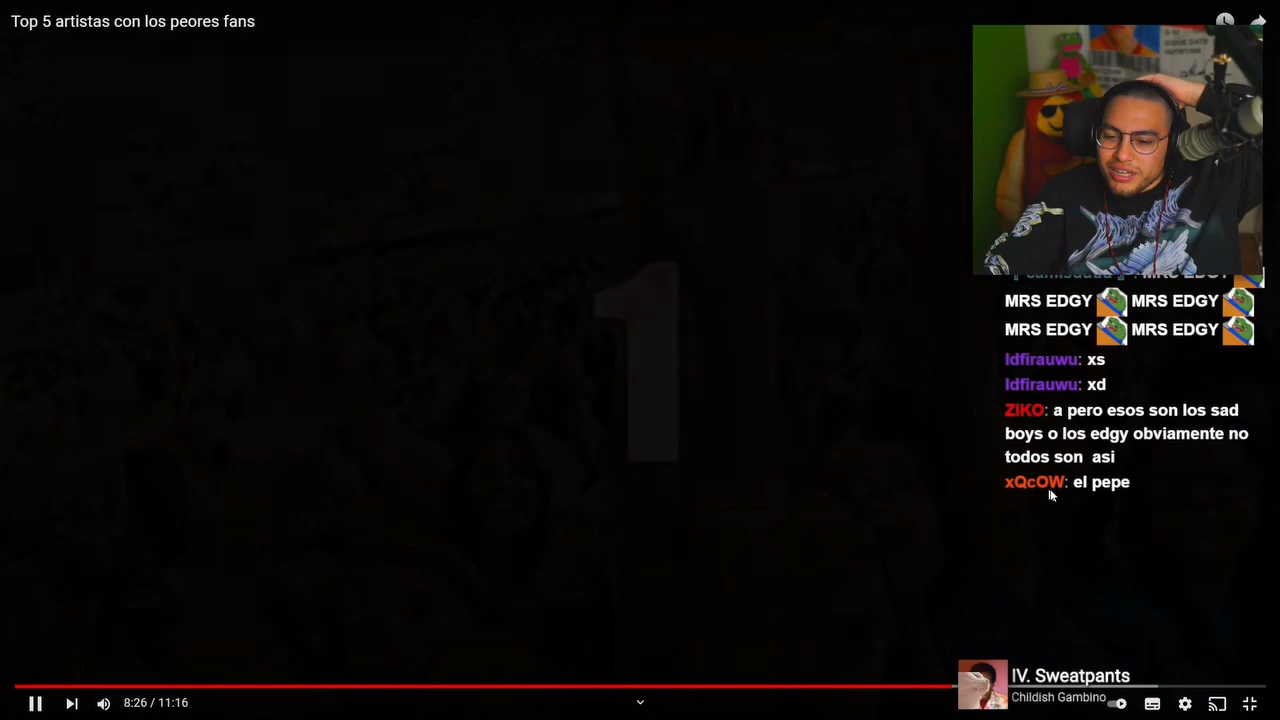 Top 5 artistas con los peores fans
MRS EDGY
MRS EDGY MRS EDGY
MRS EDGY MRS EDGY
ldfirauwu: xs
ldfirauwu: xd
ZIKO: a pero esos son los sad
boys o los edgy obviamente no
todos son asi
xQcOW: el pepe
1
IV. Sweatpants
Childish Gambino
8:26 / 11:16